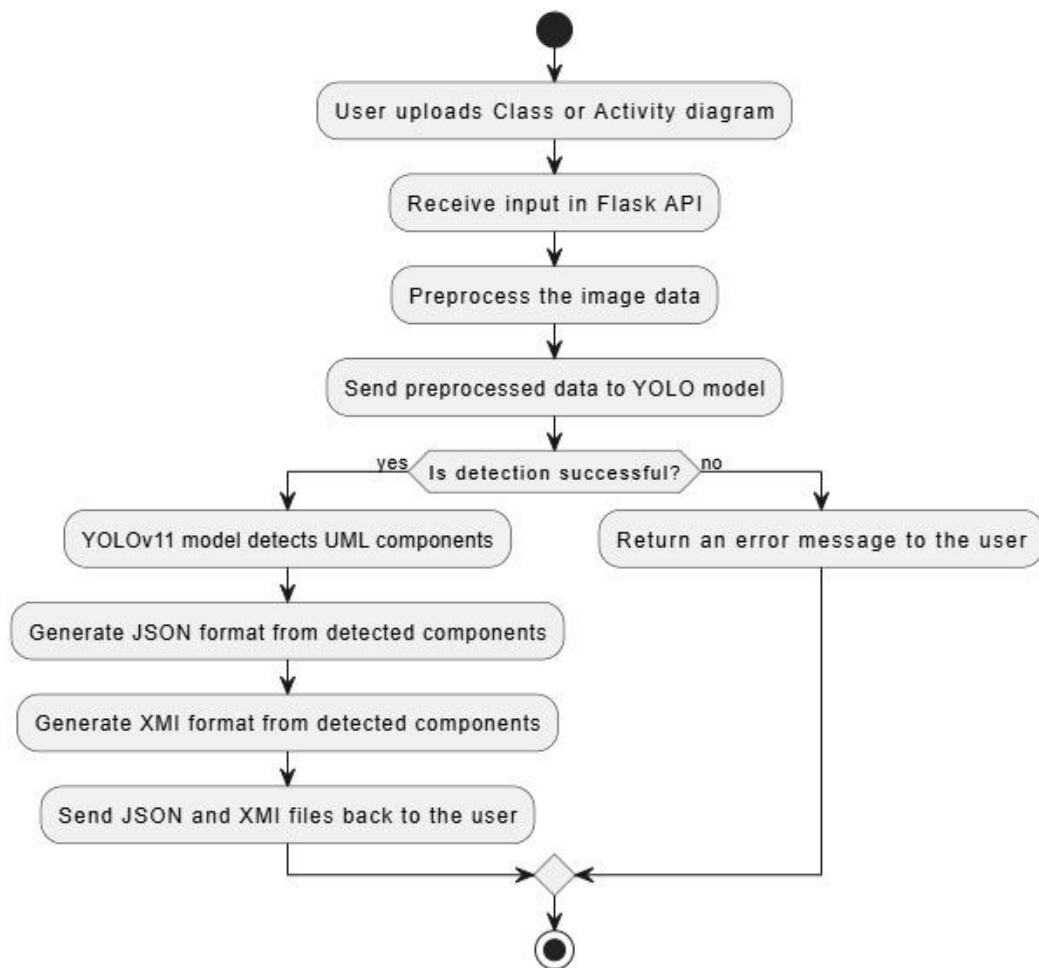 User uploads Class or Activity diagram
Receive input in Flask API
Preprocess the image data
Send preprocessed data to YOLO model
yes
Is detection successful?
no
YOLOv11 model detects UML components
Return an error message to the user
Generate JSON format from detected components
Generate XMI format from detected components
Send JSON and XMI files back to the user